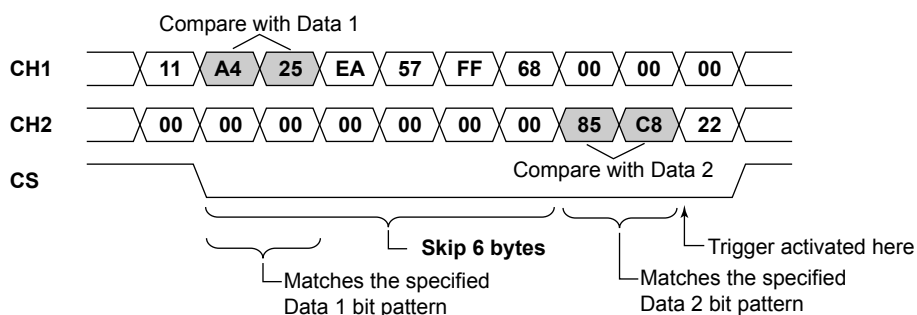 Compare with Data 1
CH1 11 A4 25 EA 57 FF 68 00 00 00
CH2 00 00 00 00 00 00 00 85 C8 22
Compare with Data 2
CS
Skip 6 bytes
Trigger activated here
Matches the specified
Data 1 bit pattern
Matches the specified
Data 2 bit pattern